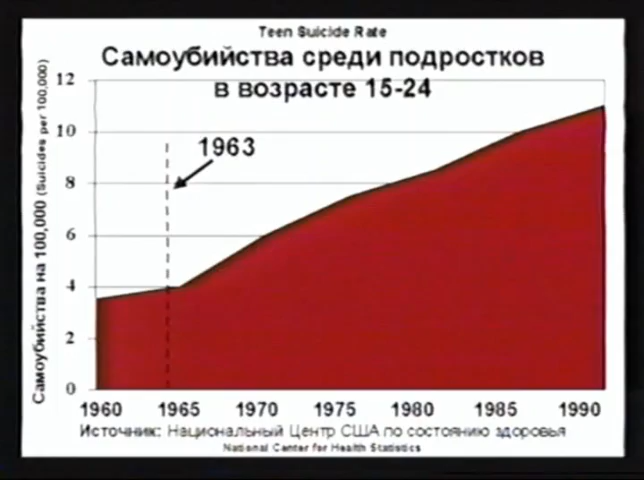 Teen Suicide Rate
Самоубийства среди подростков
в возрасте 15-24
Самоубийства на 100,000 (Suicides per 100,000)
12
10
8
6
4
2
0
1963
1960 1965 1970 1975 1980 1985 1990
Источник: Национальный Центр США по состоянию здоровья
National Center for Health Statistics